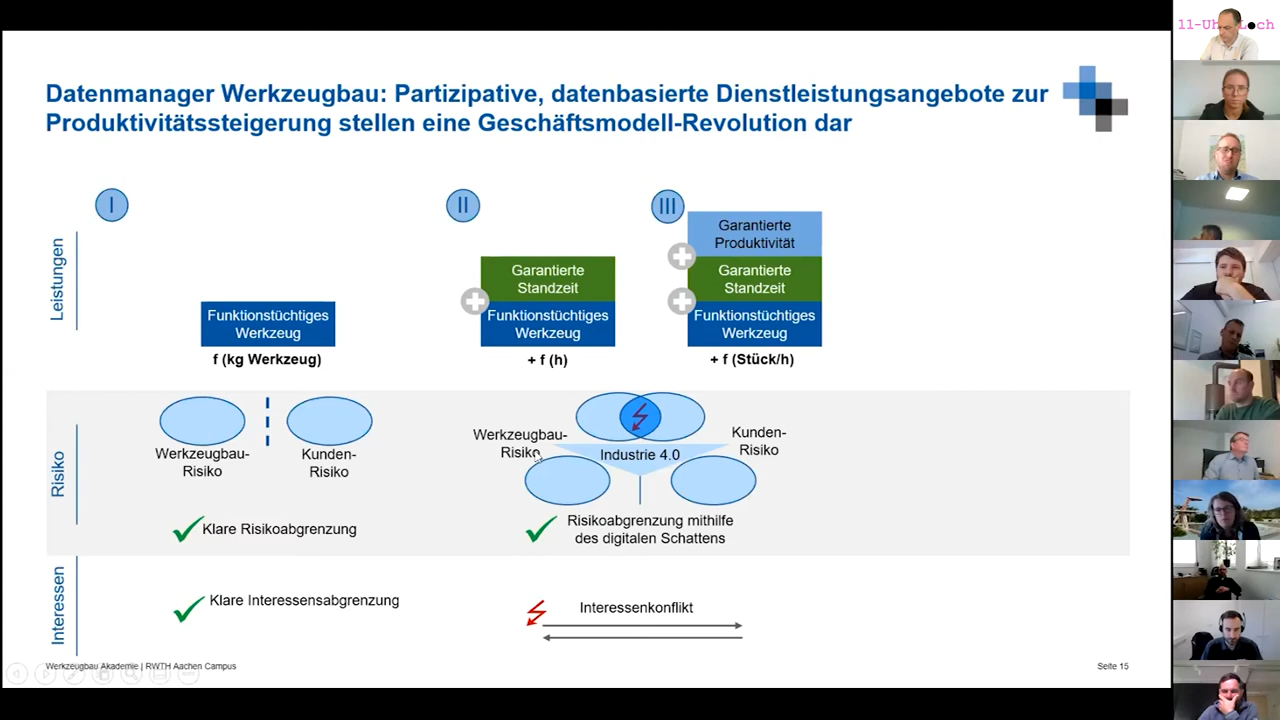 Datenmanager Werkzeugbau: Partizipative, datenbasierte Dienstleistungsangebote zur
Produktivitätssteigerung stellen eine Geschäftsmodell-Revolution dar
I
II
III
Leistungen
Funktionstüchtiges
Werkzeug
f (kg Werkzeug)
Garantierte
Standzeit
Funktionstüchtiges
Werkzeug
+ f (h)
Garantierte
Produktivität
Garantierte
Standzeit
Funktionstüchtiges
Werkzeug
+ f (Stück/h)
Risiko
Werkzeugbau-
Risiko
Kunden-
Risiko
Klare Risikoabgrenzung
Werkzeugbau-
Risiko
Industrie 4.0
Kunden-
Risiko
Risikoabgrenzung mithilfe
des digitalen Schattens
Interessen
Klare Interessensabgrenzung
Interessenkonflikt
Werkzeugbau Akademie | RWTH Aachen Campus
Seite 15